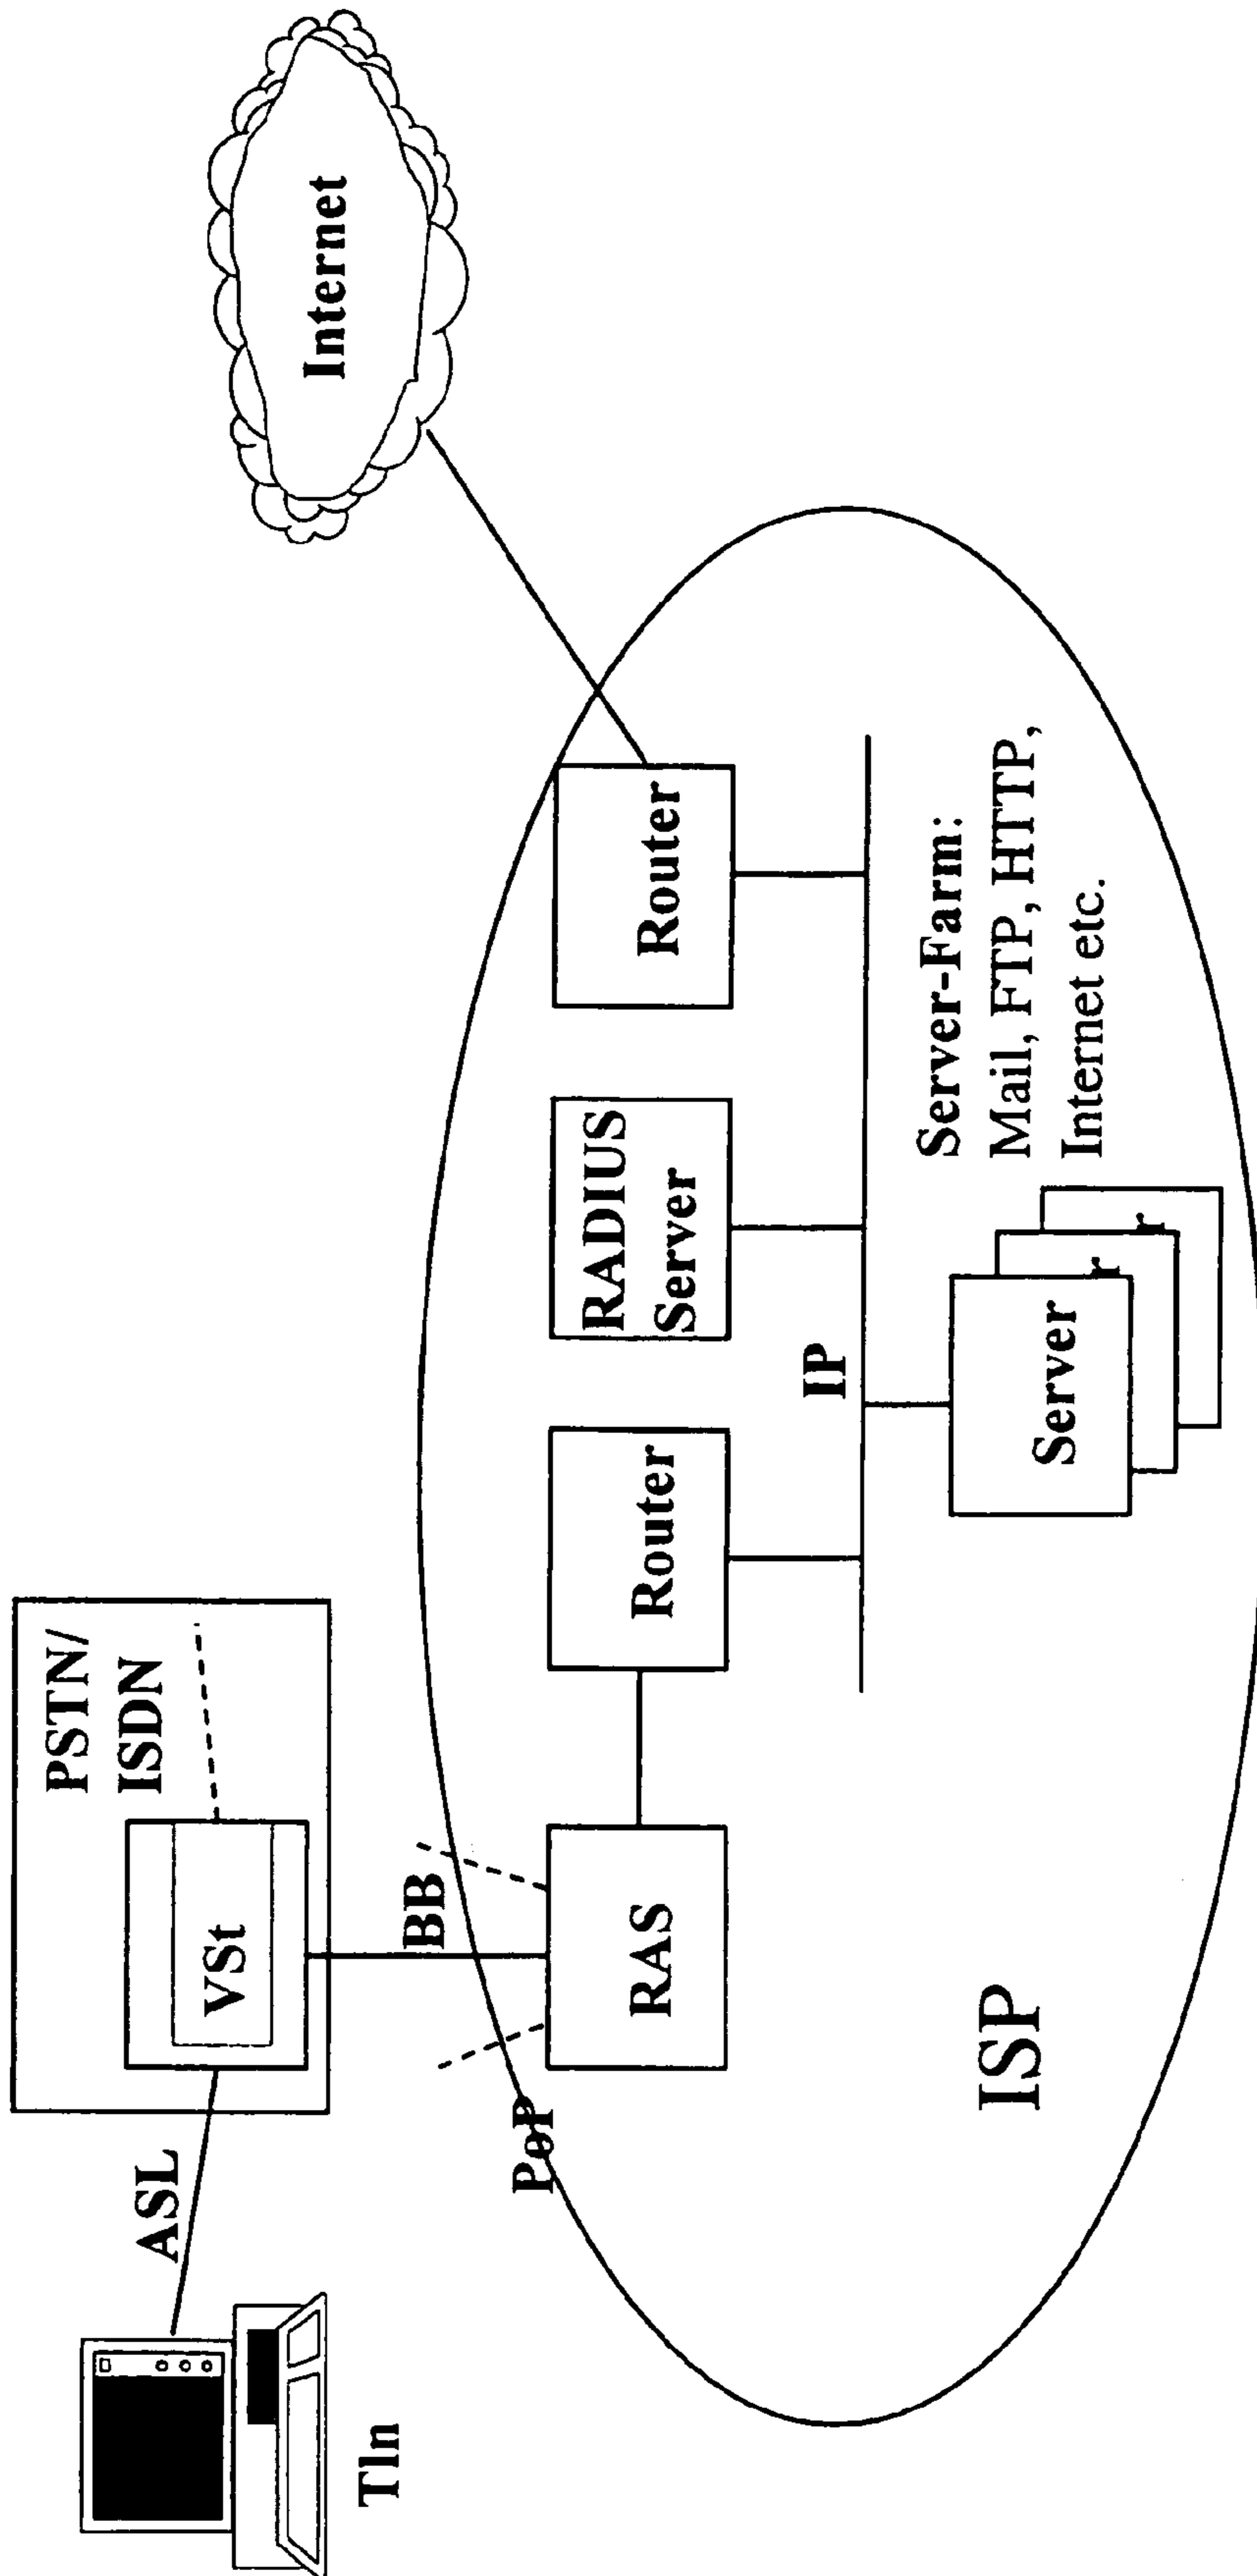 Tln
ASL
VSt
PSTN/
ISDN
BB
PoP
RAS
Router
RADIUS
Server
Router
IP
Server
r
r
Server-Farm:
Mail, FTP, HTTP,
Internet etc.
ISP
Internet